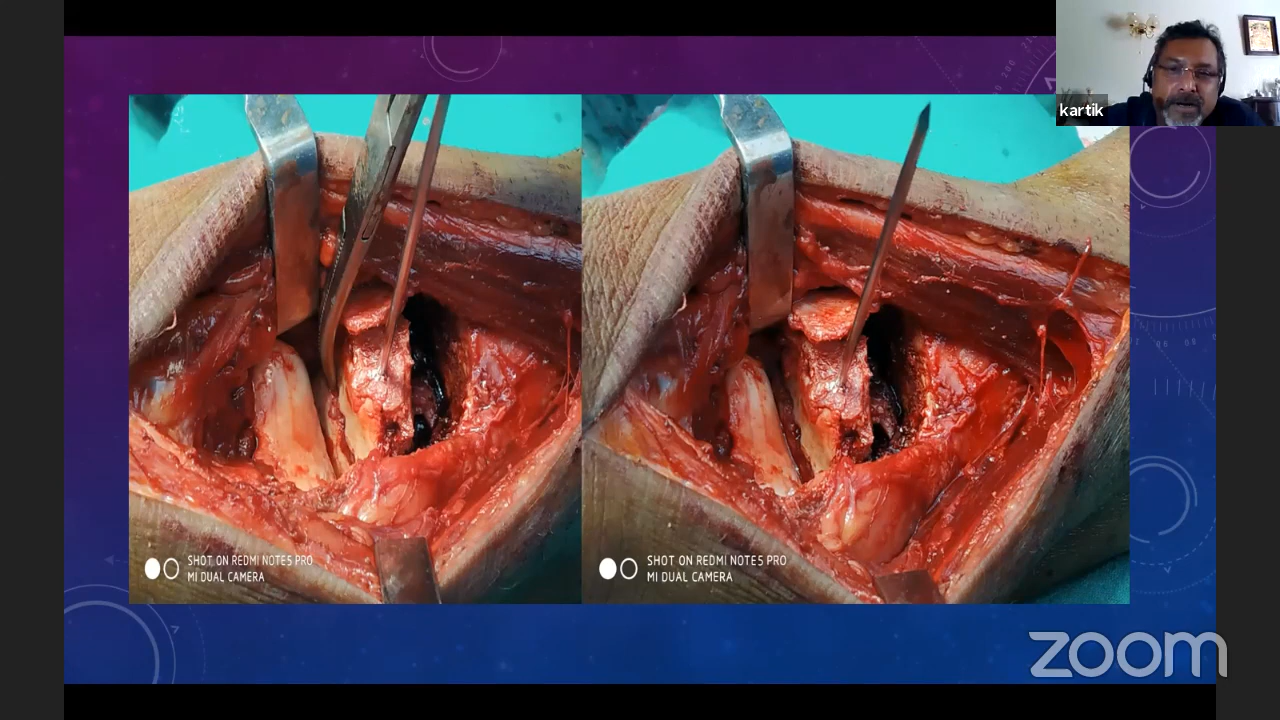 kartik
SHOT ON REDMI NOTE5 PRO
MI DUAL CAMERA
SHOT ON REDMI NOTE5 PRO
MI DUAL CAMERA
zoom